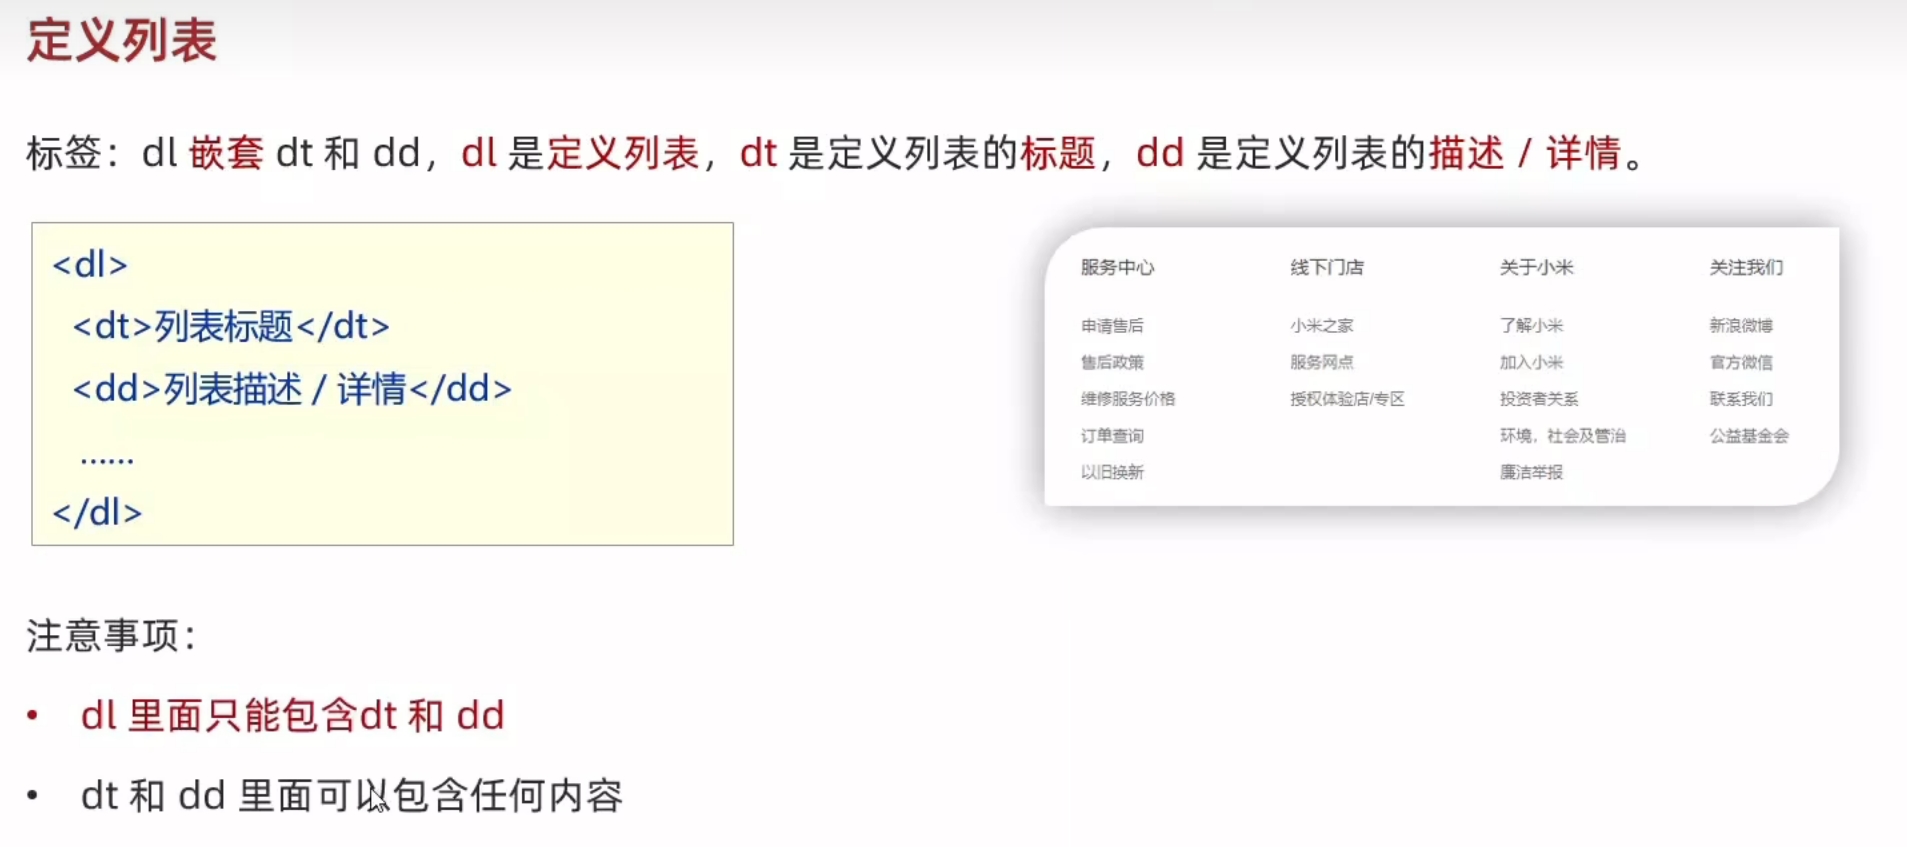 定义列表
标签：dl 嵌套 dt 和 dd，dl 是定义列表，dt 是定义列表的标题，dd 是定义列表的描述 / 详情。
<dl>
<dt>列表标题</dt>
<dd>列表描述 / 详情</dd>
……
</dl>
服务中心
申请售后
售后政策
维修服务价格
订单查询
以旧换新
线下门店
小米之家
服务网点
授权体验店/专区
关于小米
了解小米
加入小米
投资者关系
环境，社会及管治
廉洁举报
关注我们
新浪微博
官方微信
联系我们
公益基金会
注意事项：
• dl 里面只能包含dt 和 dd
• dt 和 dd 里面可以包含任何内容